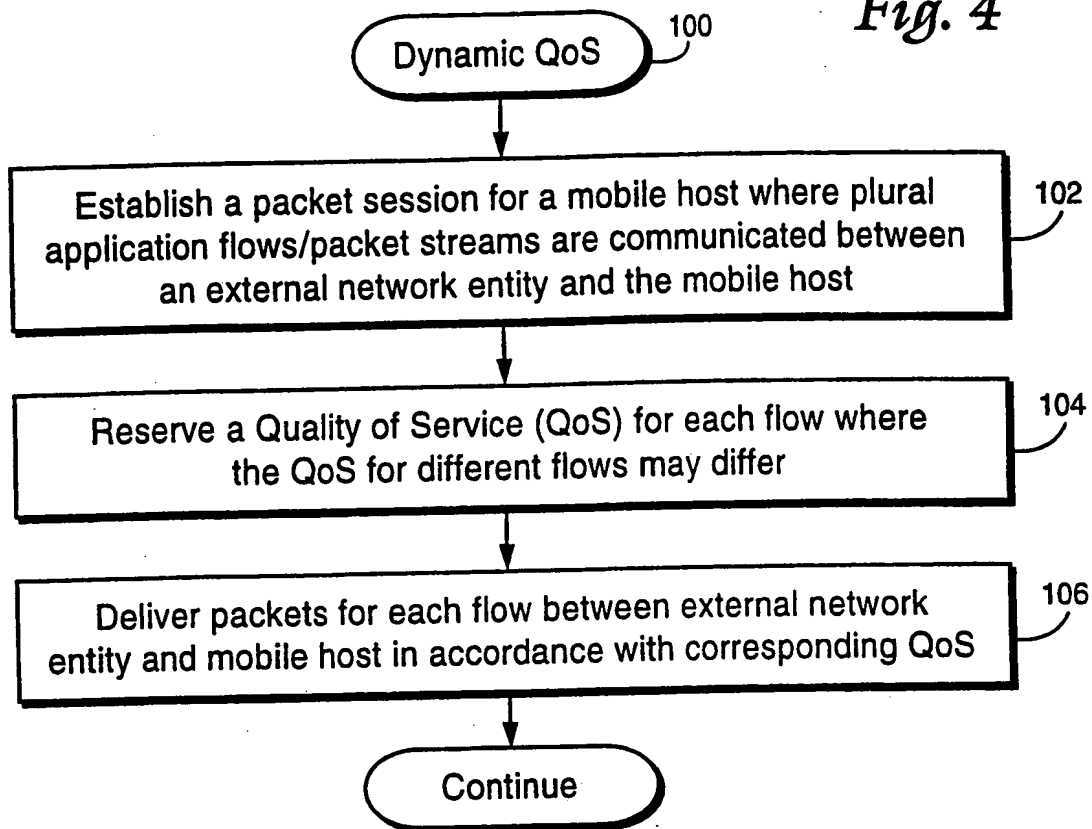 Fig. 4
Dynamic QoS
100
Establish a packet session for a mobile host where plural
application flows/packet streams are communicated between
an external network entity and the mobile host
102
Reserve a Quality of Service (QoS) for each flow where
the QoS for different flows may differ
104
Deliver packets for each flow between external network
entity and mobile host in accordance with corresponding QoS
106
Continue